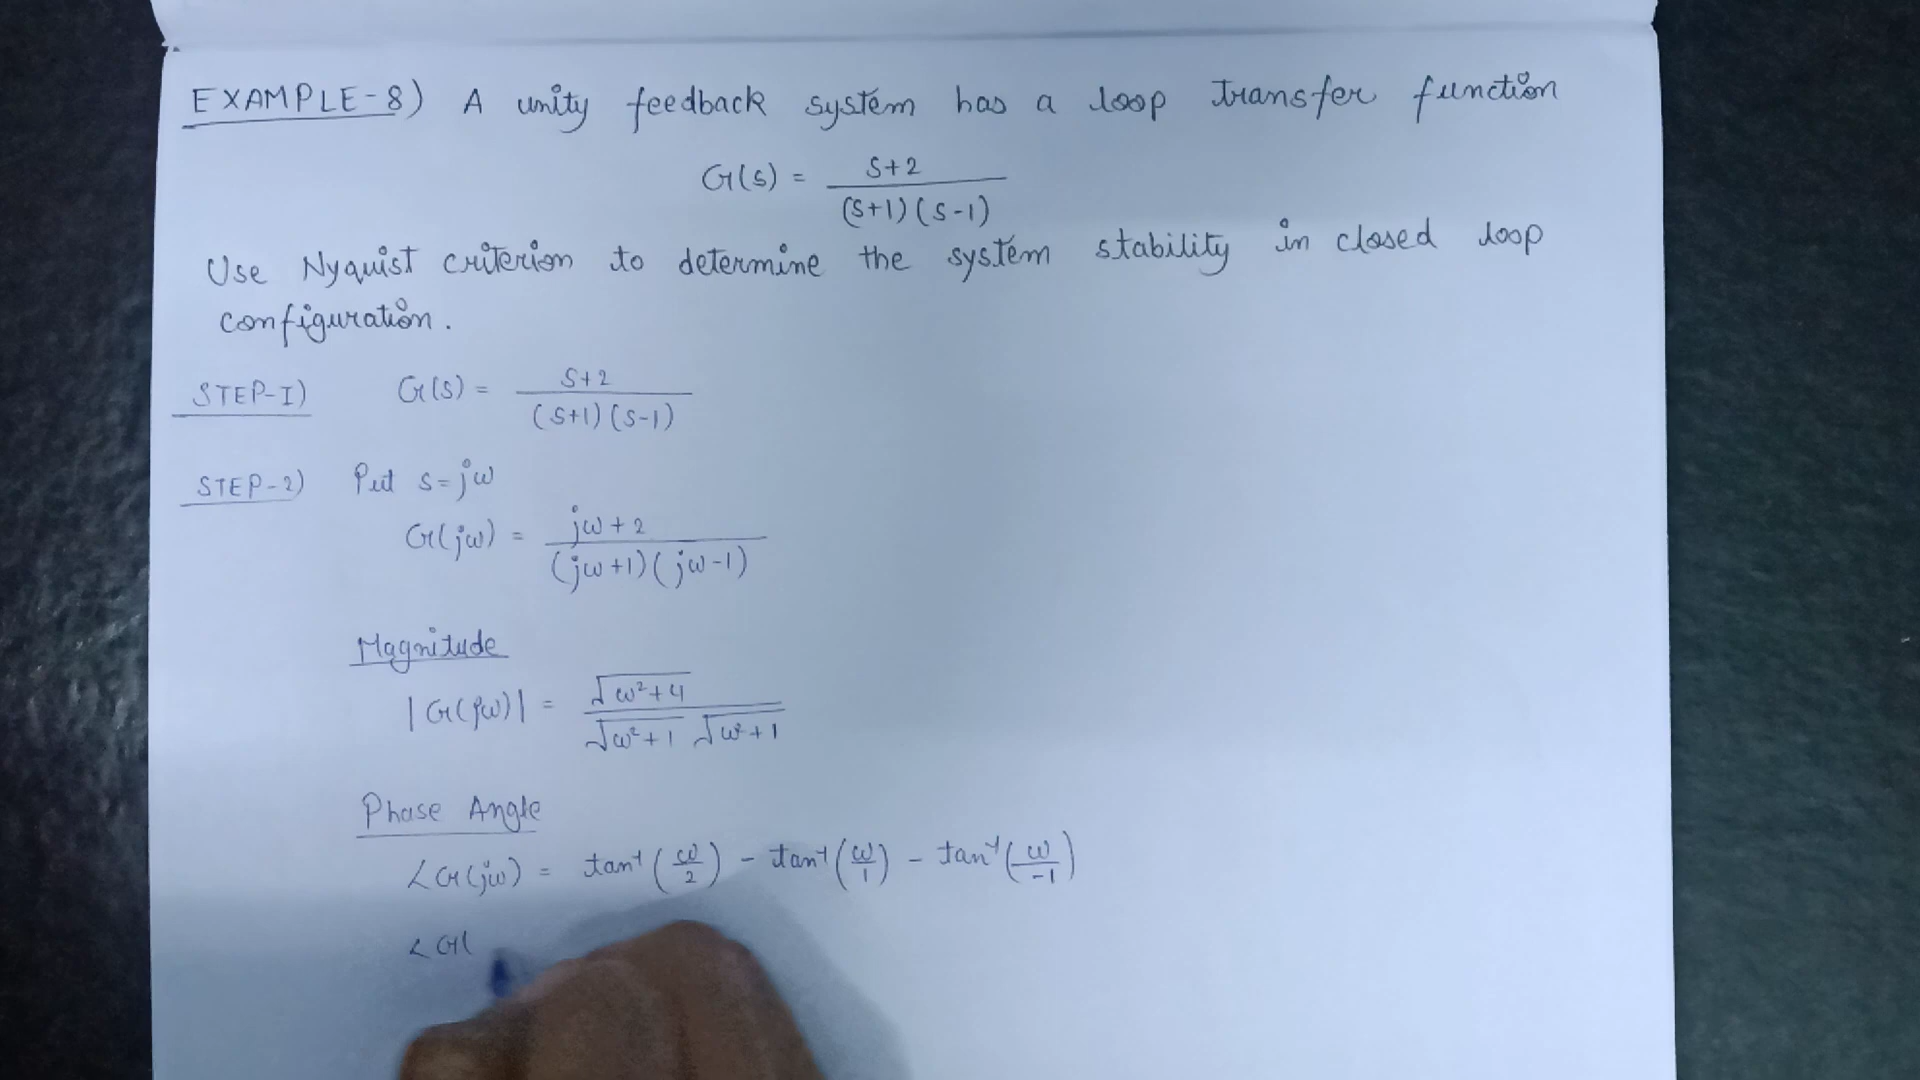 EXAMPLE-8) A unity feedback system has a loop transfer function
G(s) = s+2 / (s+1)(s-1)
Use Nyquist criterion to determine the system stability in closed loop
configuration.
STEP-I) G(s) = s+2 / (s+1)(s-1)
STEP-2) Put s=jω
G(jω) = jω+2 / (jω+1)(jω-1)
Magnitude
|G(jω)| = √(ω²+4) / √(ω²+1) √(ω²+1)
Phase Angle
∠G(jω) = tan⁻¹(ω/2) - tan⁻¹(ω/1) - tan⁻¹(ω/-1)
∠G(